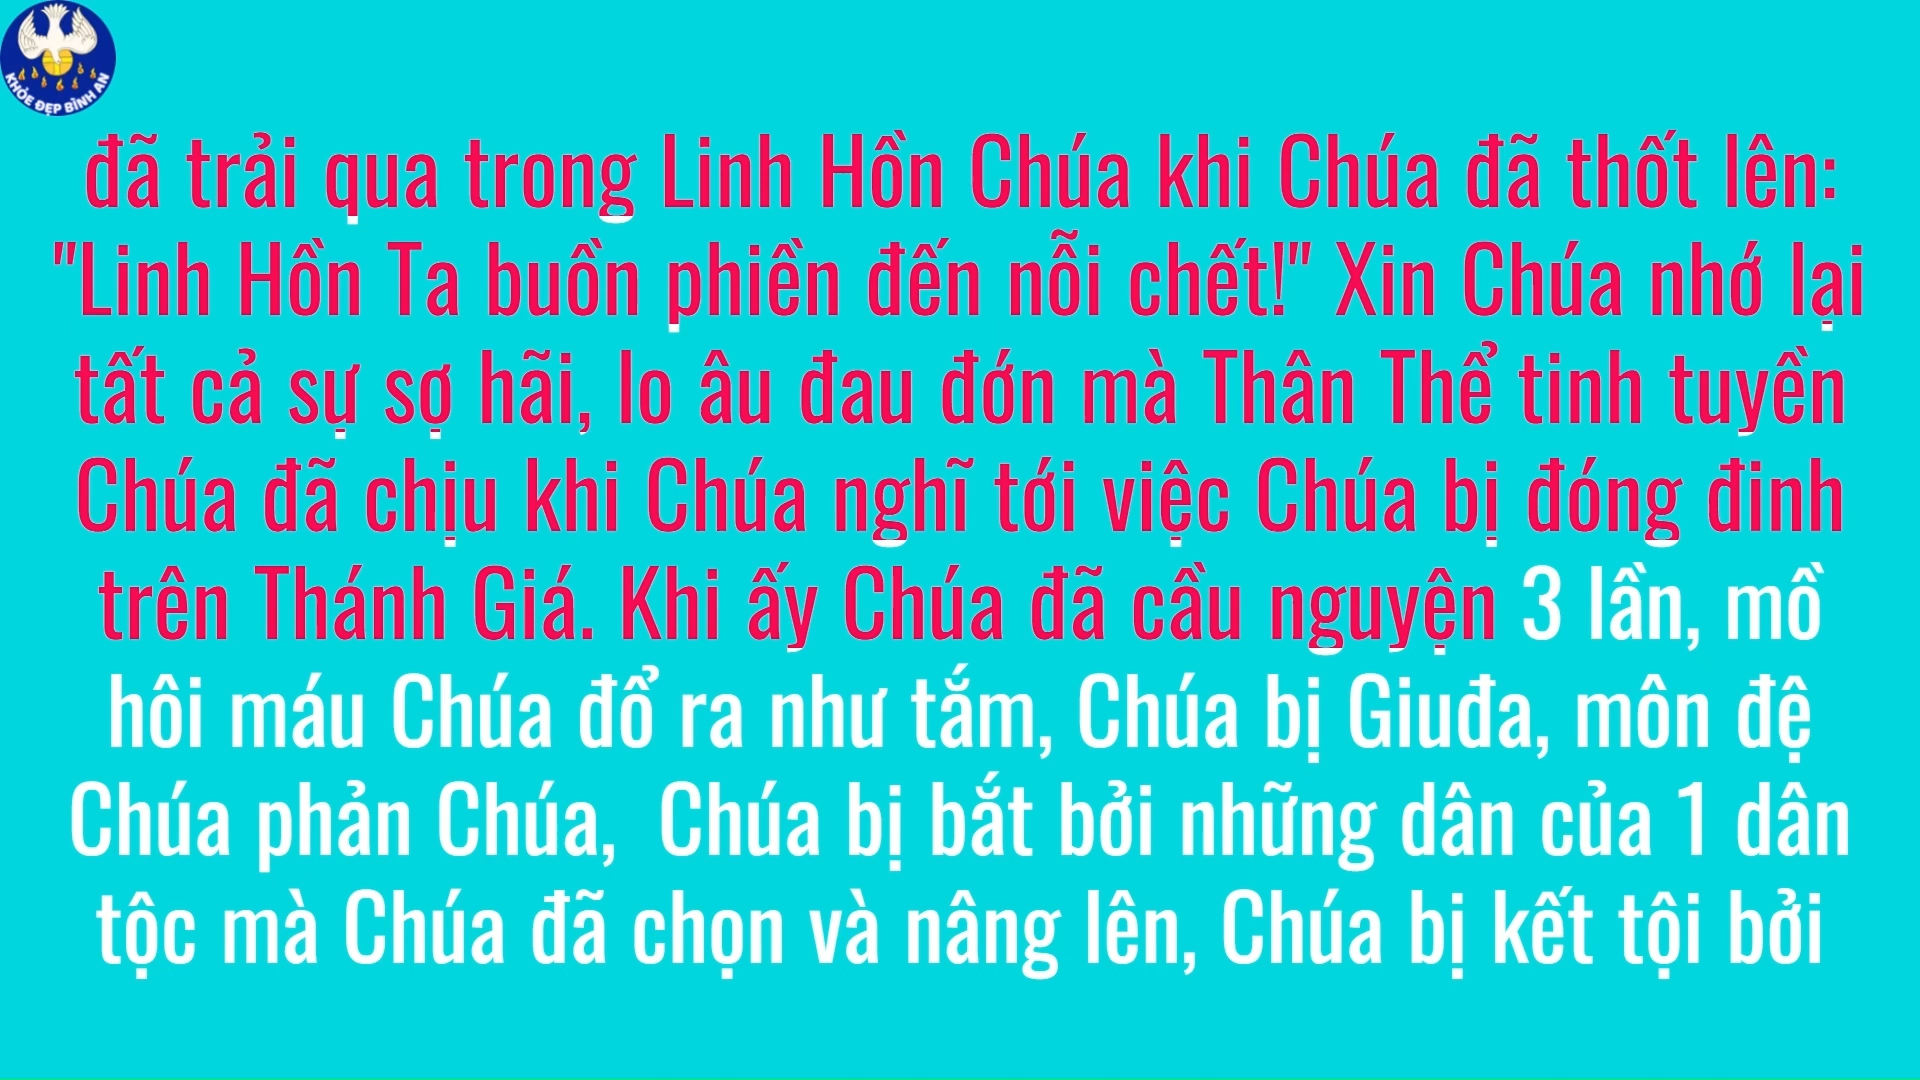 KHỎE ĐẸP BÌNH AN
đã trải qua trong Linh Hồn Chúa khi Chúa đã thốt lên:
"Linh Hồn Ta buồn phiền đến nỗi chết!" Xin Chúa nhớ lại
tất cả sự sợ hãi, lo âu đau đớn mà Thân Thể tinh tuyền
Chúa đã chịu khi Chúa nghĩ tới việc Chúa bị đóng đinh
trên Thánh Giá. Khi ấy Chúa đã cầu nguyện 3 lần, mồ
hôi máu Chúa đổ ra như tắm, Chúa bị Giuđa, môn đệ
Chúa phản Chúa,  Chúa bị bắt bởi những dân của 1 dân
tộc mà Chúa đã chọn và nâng lên, Chúa bị kết tội bởi